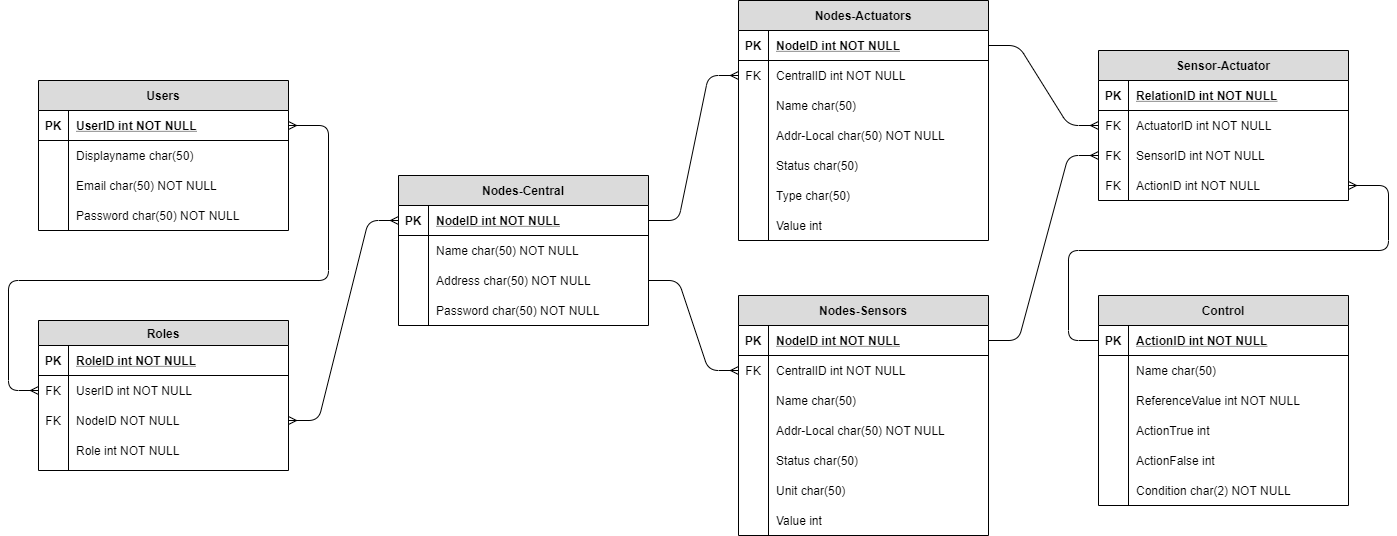 Users
PK UserID int NOT NULL
Displayname char(50)
Email char(50) NOT NULL
Password char(50) NOT NULL
Roles
PK RoleID int NOT NULL
FK UserID int NOT NULL
FK NodeID NOT NULL
Role int NOT NULL
Nodes-Central
PK NodeID int NOT NULL
Name char(50) NOT NULL
Address char(50) NOT NULL
Password char(50) NOT NULL
Nodes-Actuators
PK NodeID int NOT NULL
FK CentralID int NOT NULL
Name char(50)
Addr-Local char(50) NOT NULL
Status char(50)
Type char(50)
Value int
Nodes-Sensors
PK NodeID int NOT NULL
FK CentralID int NOT NULL
Name char(50)
Addr-Local char(50) NOT NULL
Status char(50)
Unit char(50)
Value int
Sensor-Actuator
PK RelationID int NOT NULL
FK ActuatorID int NOT NULL
FK SensorID int NOT NULL
FK ActionID int NOT NULL
Control
PK ActionID int NOT NULL
Name char(50)
ReferenceValue int NOT NULL
ActionTrue int
ActionFalse int
Condition char(2) NOT NULL